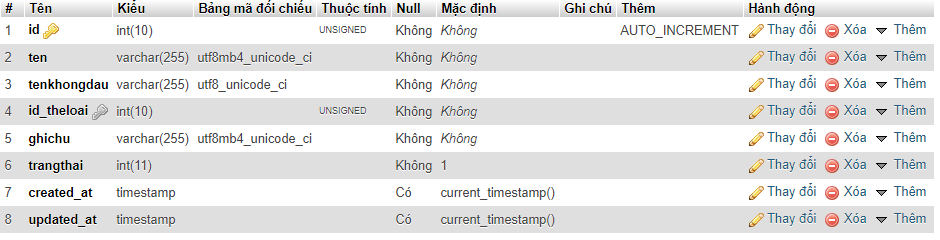 # Tên Kiểu Bảng mã đối chiếu Thuộc tính Null Mặc định Ghi chú Thêm Hành động
1 id int(10) UNSIGNED Không Không AUTO_INCREMENT Thay đổi Xóa Thêm
2 ten varchar(255) utf8mb4_unicode_ci Không Không Thay đổi Xóa Thêm
3 tenkhongdau varchar(255) utf8_unicode_ci Không Không Thay đổi Xóa Thêm
4 id_theloai int(10) UNSIGNED Không Không Thay đổi Xóa Thêm
5 ghichu varchar(255) utf8mb4_unicode_ci Không Không Thay đổi Xóa Thêm
6 trangthai int(11) Không 1 Thay đổi Xóa Thêm
7 created_at timestamp Có current_timestamp() Thay đổi Xóa Thêm
8 updated_at timestamp Có current_timestamp() Thay đổi Xóa Thêm